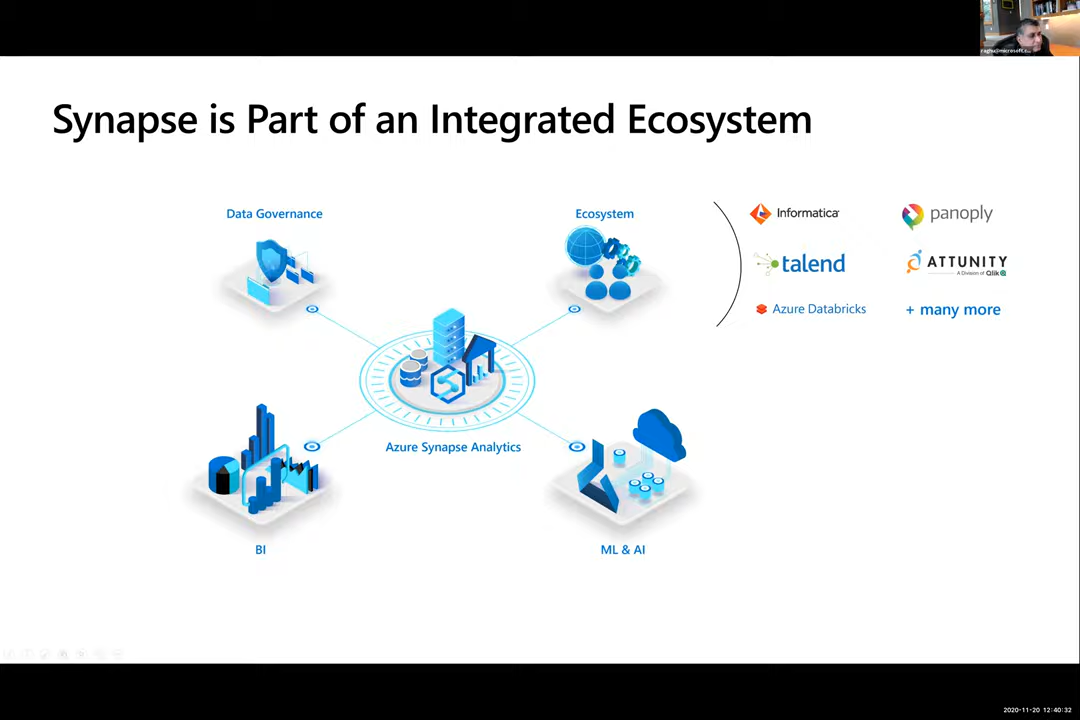 Synapse is Part of an Integrated Ecosystem
Data Governance
Ecosystem
Informatica
panoply
talend
ATTUNITY
A Division of Qlik
Azure Databricks
+ many more
Azure Synapse Analytics
BI
ML & AI
2020-11-20 12:40:32